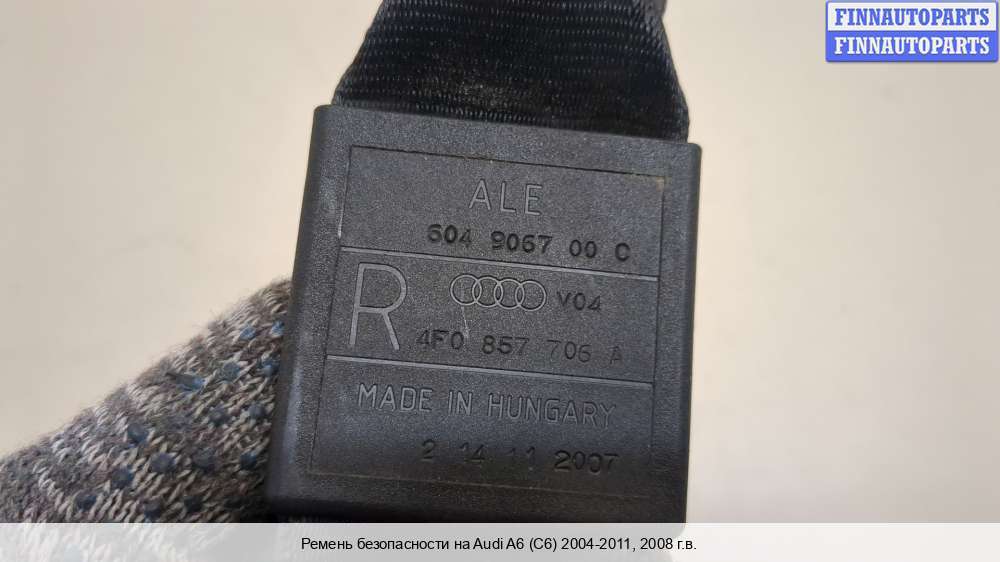 FINNAUTOPARTS
FINNAUTOPARTS
ALE
604 9067 00 C
R
V04
4F0 857 706 A
MADE IN HUNGARY
2 14 11 2007
Ремень безопасности на Audi A6 (C6) 2004-2011, 2008 г.в.